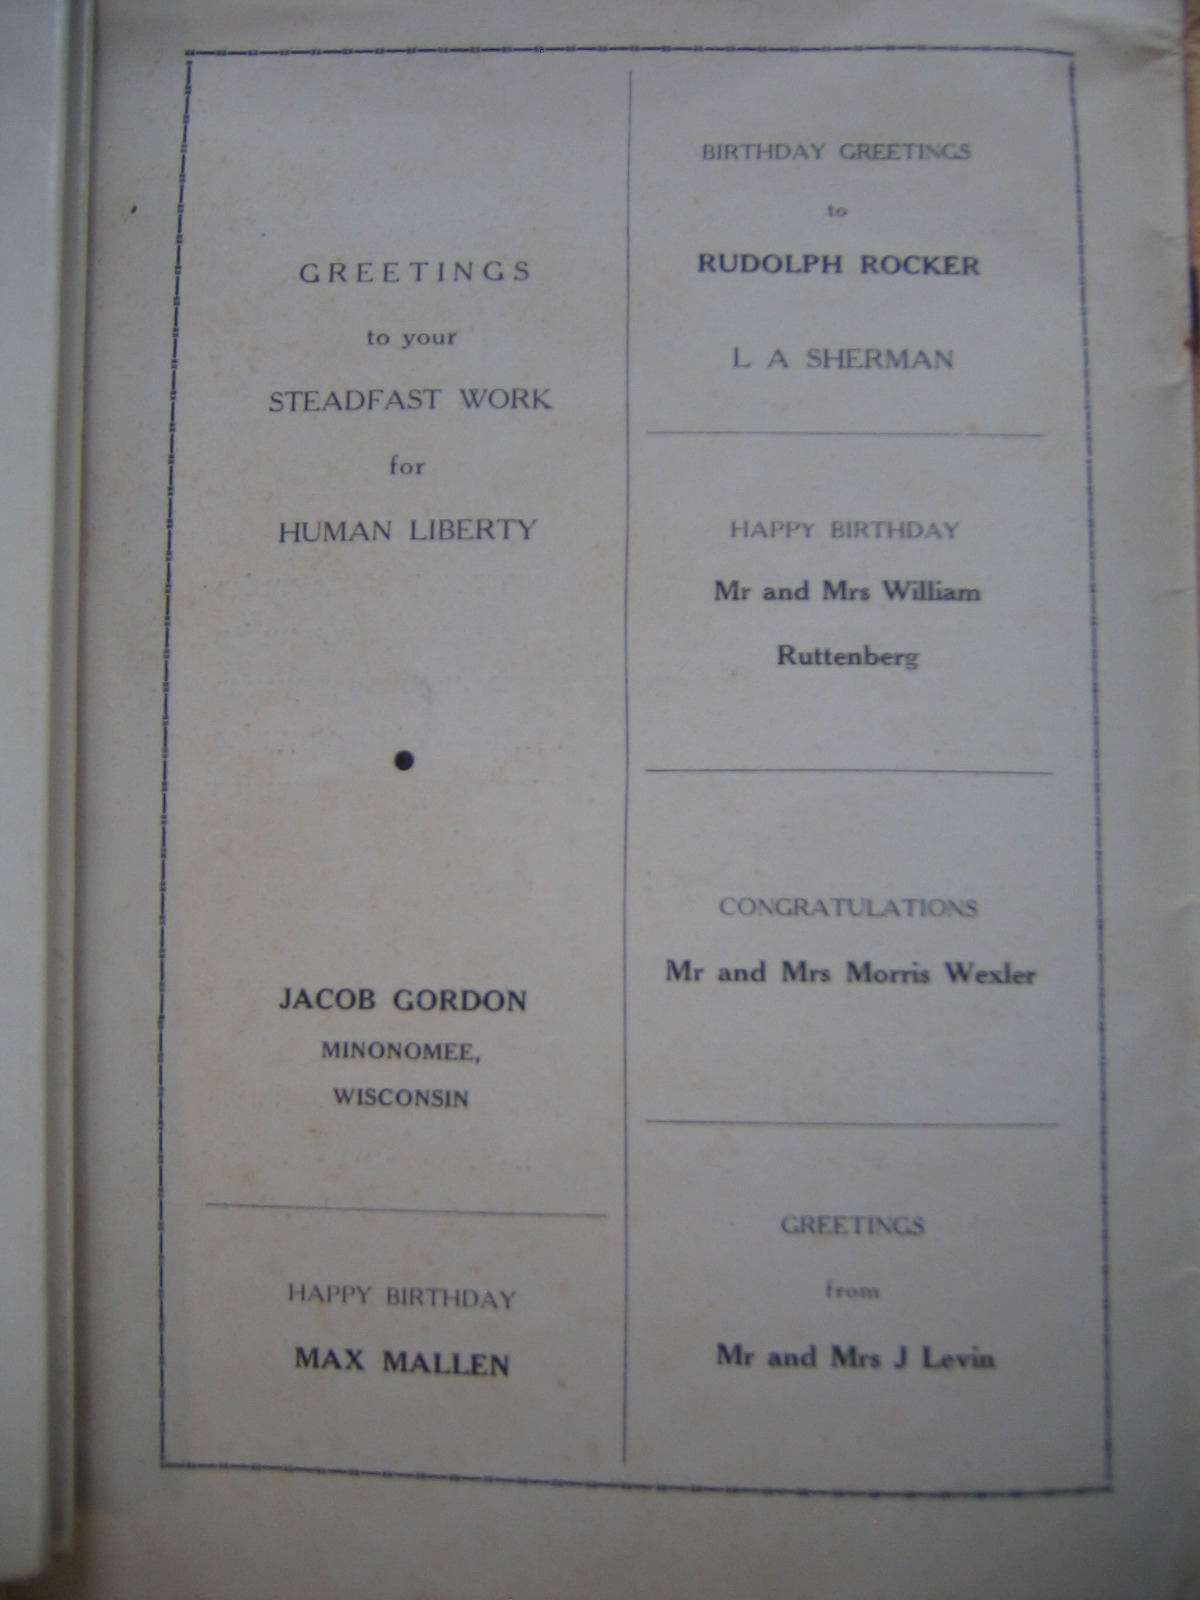 GREETINGS
to your
STEADFAST WORK
for
HUMAN LIBERTY
JACOB GORDON
MINONOMEE,
WISCONSIN
HAPPY BIRTHDAY
MAX MALLEN
BIRTHDAY GREETINGS
to
RUDOLPH ROCKER
L A SHERMAN
HAPPY BIRTHDAY
Mr and Mrs William
Ruttenberg
CONGRATULATIONS
Mr and Mrs Morris Wexler
GREETINGS
from
Mr and Mrs J Levin